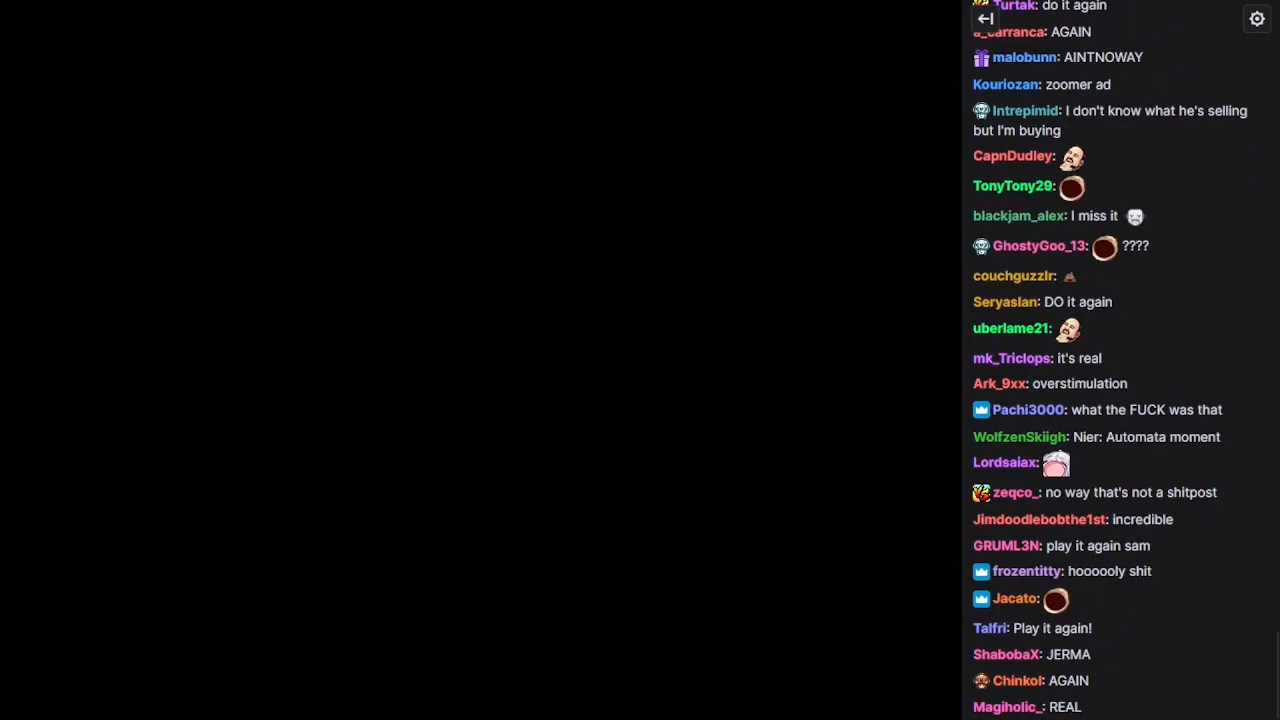 Turtak: do it again
a_carranca: AGAIN
malobunn: AINTNOWAY
Kouriozan: zoomer ad
Intrepimid: I don't know what he's selling
but I'm buying
CapnDudley:
TonyTony29:
blackjam_alex: I miss it
GhostyGoo_13: ????
couchguzzlr:
Seryaslan: DO it again
uberlame21:
mk_Triclops: it's real
Ark_9xx: overstimulation
Pachi3000: what the FUCK was that
WolfzenSkiigh: Nier: Automata moment
Lordsaiax:
zeqco_: no way that's not a shitpost
Jimdoodlebobthe1st: incredible
GRUML3N: play it again sam
frozentitty: hoooooly shit
Jacato:
Talfri: Play it again!
ShabobaX: JERMA
Chinkol: AGAIN
Magiholic_: REAL